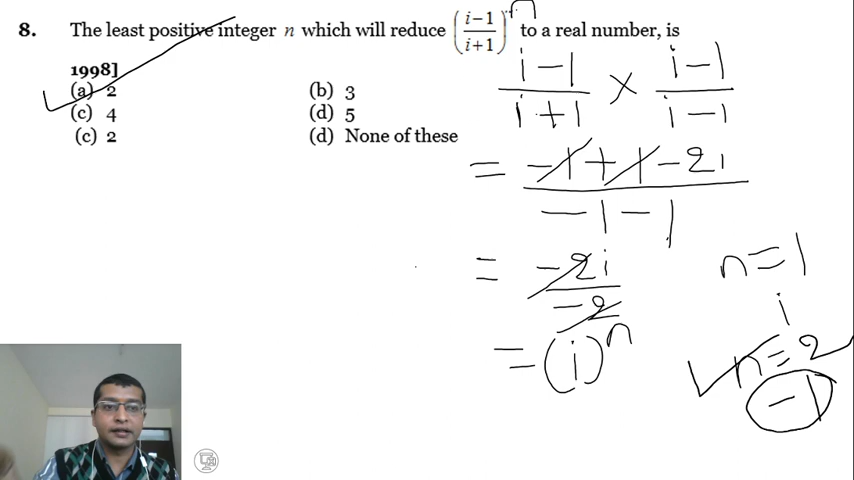 8. The least positive integer n which will reduce ((i−1)/(i+1))^n to a real number, is
1998]
(a) 2 (b) 3
(c) 4 (d) 5
(c) 2 (d) None of these
(i−1)/(i+1) × (i−1)/(i−1)
= (−1+1−2i)/(−1−1)
= −2i/−2
= (i)^n
n=1
i
n=2
−1